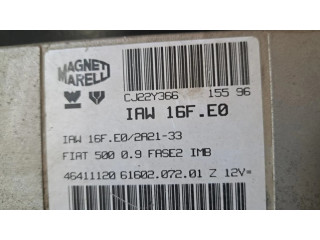 MAGNETI
MARELLI
CJ22Y366 155 96
IAW 16F.E0
IAW 16F.E0/2A21-33
FIAT 500 0.9 FASE2 IMB
46411120 61602.072.01 Z 12V=